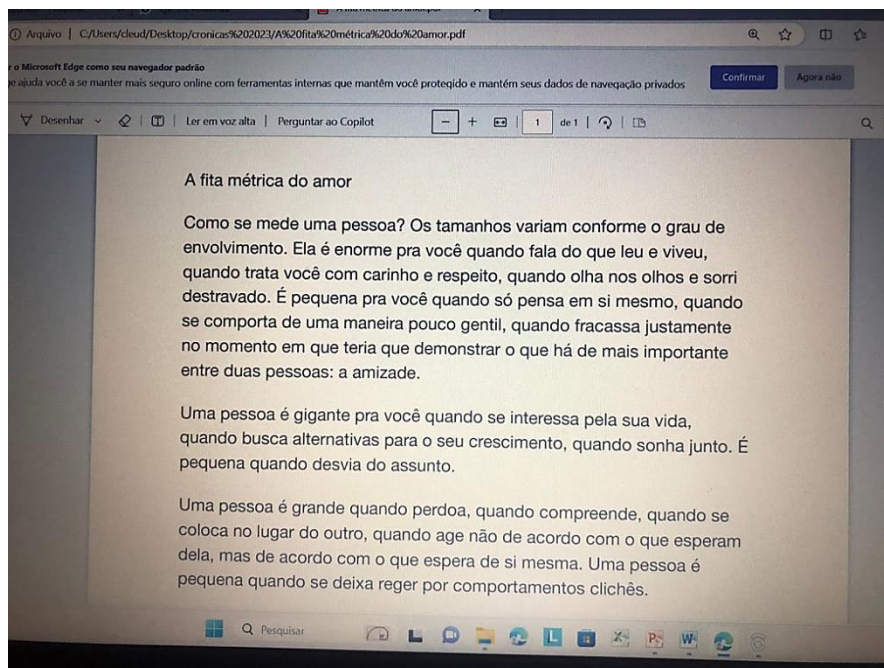 Arquivo | C:/Users/cleud/Desktop/cronicas%202023/A%20fita%20métrica%20do%20amor.pdf
o Microsoft Edge como seu navegador padrão
ajuda você a se manter mais seguro online com ferramentas internas que mantêm você protegido e mantém seus dados de navegação privados
Confirmar
Agora não
Desenhar | Ler em voz alta | Perguntar ao Copilot
1 de 1
A fita métrica do amor
Como se mede uma pessoa? Os tamanhos variam conforme o grau de
envolvimento. Ela é enorme pra você quando fala do que leu e viveu,
quando trata você com carinho e respeito, quando olha nos olhos e sorri
destravado. É pequena pra você quando só pensa em si mesmo, quando
se comporta de uma maneira pouco gentil, quando fracassa justamente
no momento em que teria que demonstrar o que há de mais importante
entre duas pessoas: a amizade.
Uma pessoa é gigante pra você quando se interessa pela sua vida,
quando busca alternativas para o seu crescimento, quando sonha junto. É
pequena quando desvia do assunto.
Uma pessoa é grande quando perdoa, quando compreende, quando se
coloca no lugar do outro, quando age não de acordo com o que esperam
dela, mas de acordo com o que espera de si mesma. Uma pessoa é
pequena quando se deixa reger por comportamentos clichês.
Pesquisar